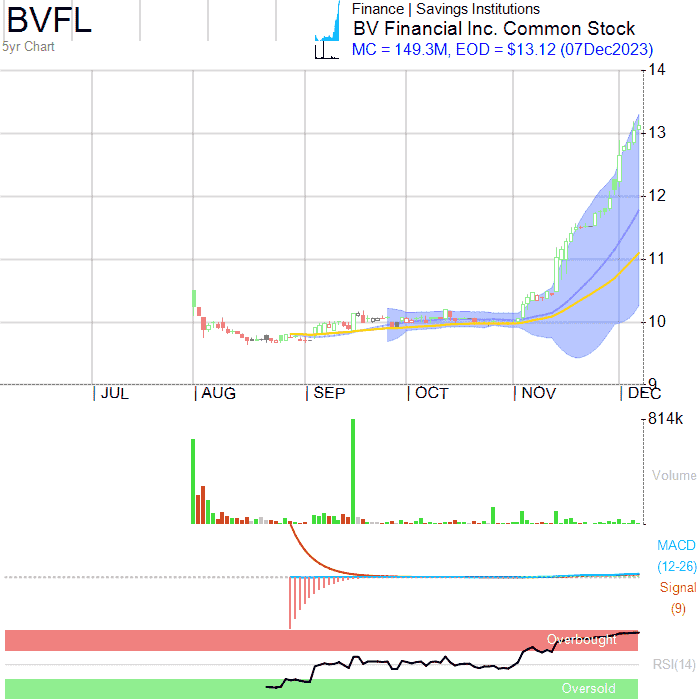 BVFL
Finance | Savings Institutions
5yr Chart
BV Financial Inc. Common Stock
MC = 149.3M, EOD = $13.12 (07Dec2023)
14
13
12
11
10
9
JUL
AUG
SEP
OCT
NOV
DEC
814k
Volume
MACD
(12-26)
Signal
(9)
Overbought
RSI(14)
Oversold